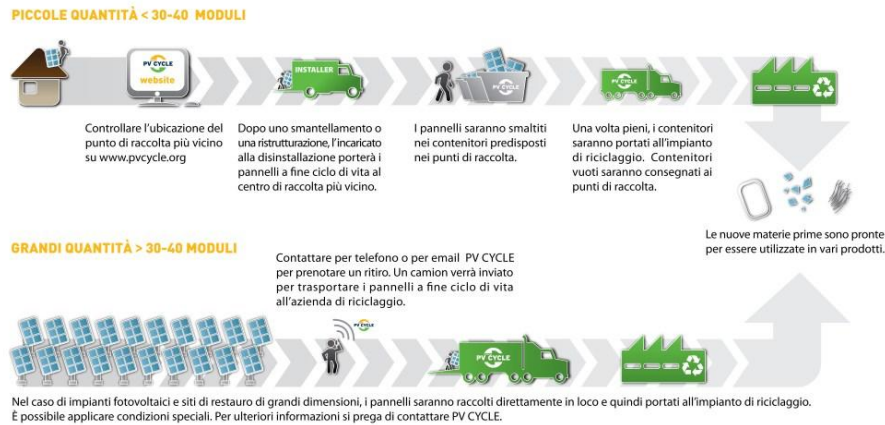 PICCOLE QUANTITÀ < 30-40 MODULI
PV CYCLE
website
INSTALLER
PV CYCLE
PV CYCLE
Controllare l'ubicazione del
punto di raccolta più vicino
su www.pvcycle.org
Dopo uno smantellamento o
una ristrutturazione, l'incaricato
alla disinstallazione porterà i
pannelli a fine ciclo di vita al
centro di raccolta più vicino.
I pannelli saranno smaltiti
nei contenitori predisposti
nei punti di raccolta.
Una volta pieni, i contenitori
saranno portati all'impianto
di riciclaggio. Contenitori
vuoti saranno consegnati ai
punti di raccolta.
Le nuove materie prime sono pronte
per essere utilizzate in vari prodotti.
GRANDI QUANTITÀ > 30-40 MODULI
Contattare per telefono o per email PV CYCLE
per prenotare un ritiro. Un camion verrà inviato
per trasportare i pannelli a fine ciclo di vita
all'azienda di riciclaggio.
PV CYCLE
PV CYCLE
Nel caso di impianti fotovoltaici e siti di restauro di grandi dimensioni, i pannelli saranno raccolti direttamente in loco e quindi portati all'impianto di riciclaggio.
È possibile applicare condizioni speciali. Per ulteriori informazioni si prega di contattare PV CYCLE.